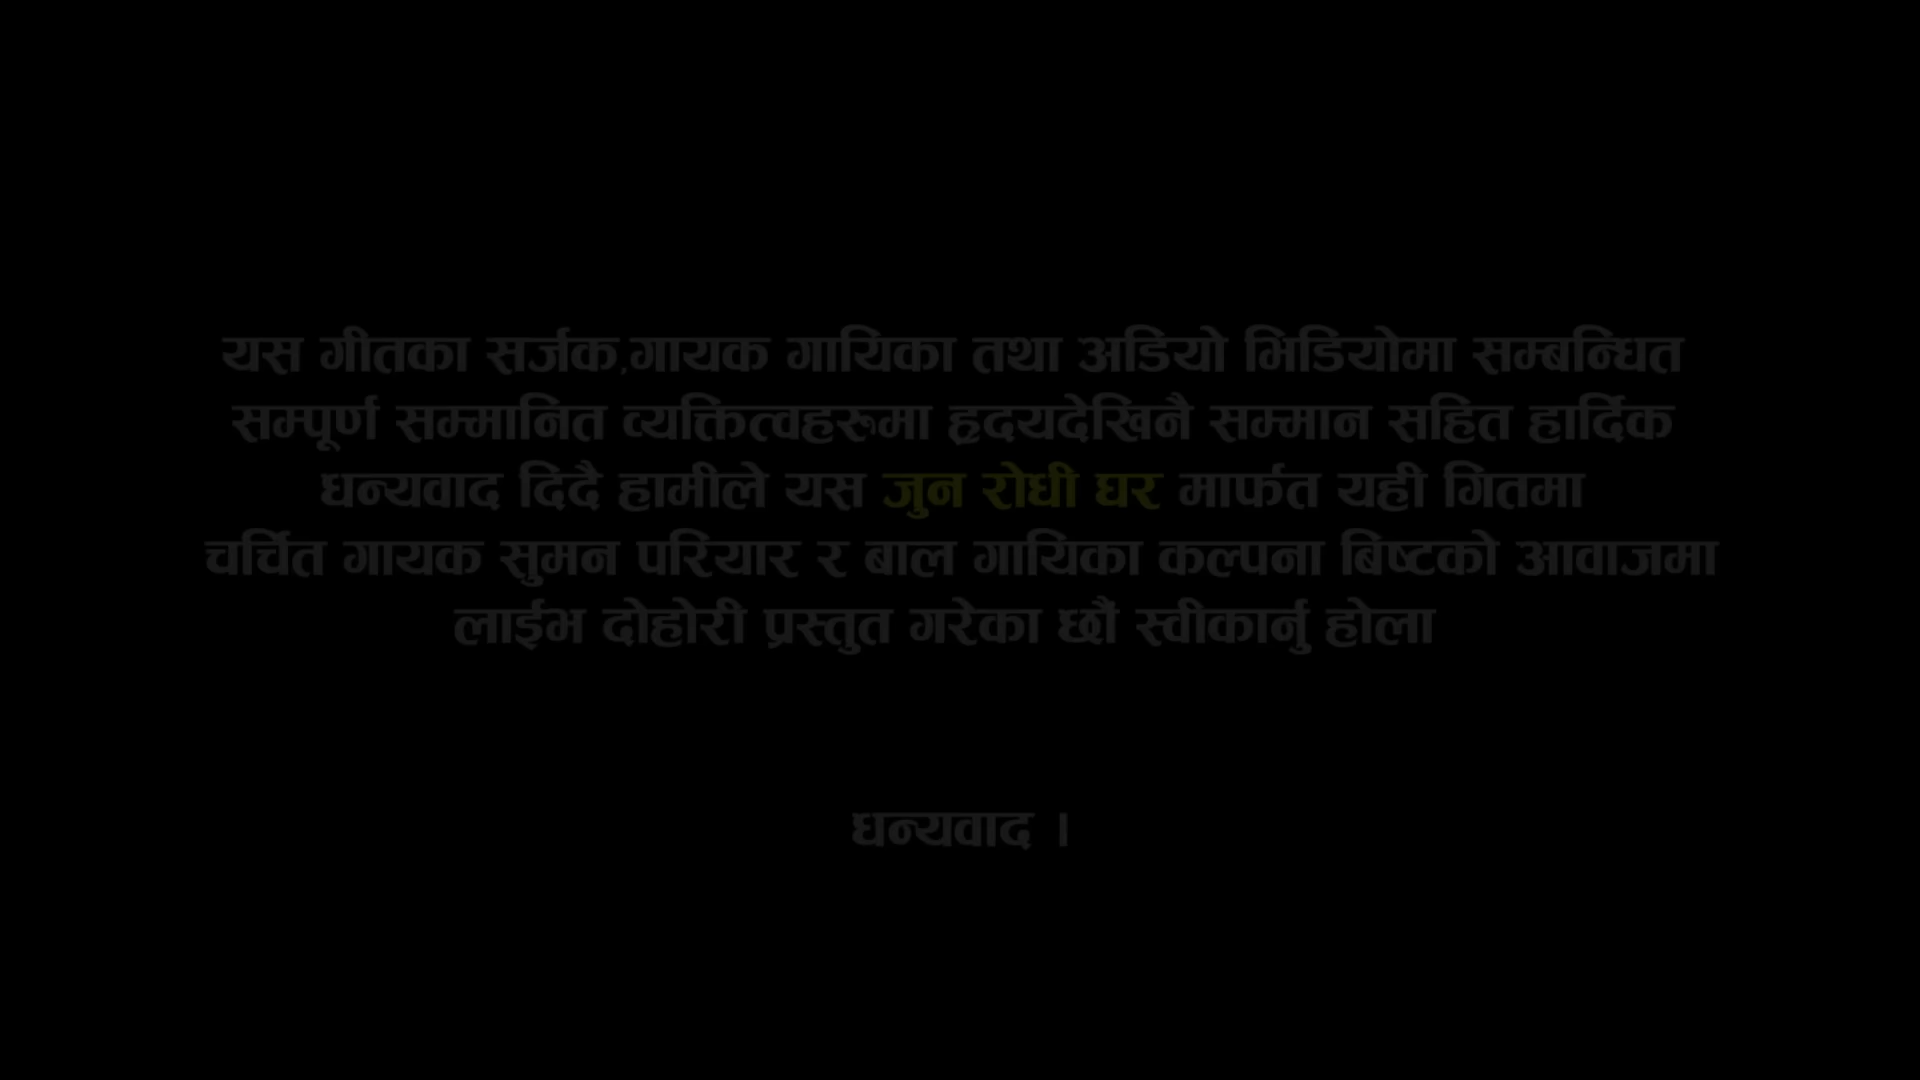 यस गीतका सर्जक,गायक गायिका तथा अडियो भिडियोमा सम्बन्धित
सम्पूर्ण सम्मानित व्यक्तित्वहरूमा हृदयदेखिनै सम्मान सहित हार्दिक
धन्यवाद दिदै हामीले यस जुन रोधी घर मार्फत यही गितमा
चर्चित गायक सुमन परियार र बाल गायिका कल्पना बिष्टको आवाजमा
लाईभ दोहोरी प्रस्तुत गरेका छौं स्वीकार्नु होला
धन्यवाद ।